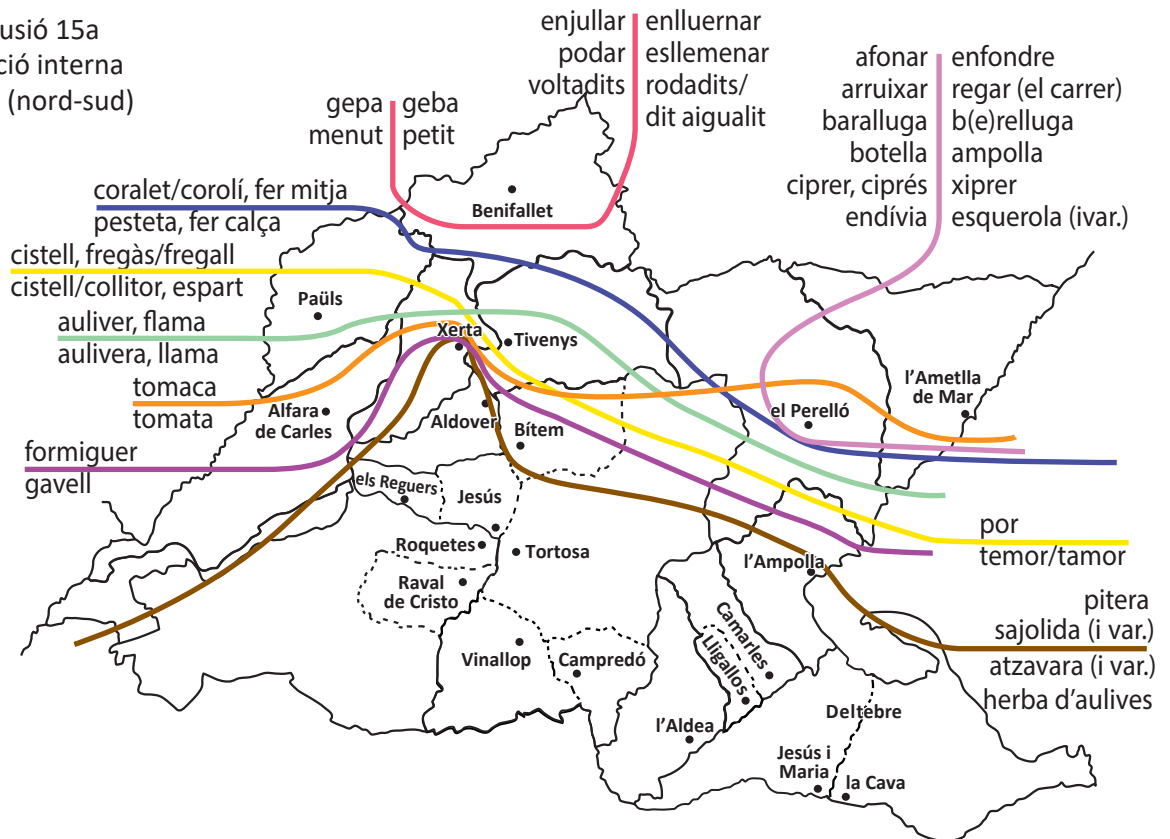 usió 15a
ció interna
(nord-sud)
enjullar
podar
voltadits
enlluernar
esllemenar
rodadits/
dit aigualit
afonar
arruixar
baralluga
botella
ciprer, ciprés
endívia
enfondre
regar (el carrer)
b(e)relluga
ampolla
xiprer
esquerola (ivar.)
gepa
menut
geba
petit
coralet/corolí, fer mitja
pesteta, fer calça
cistell, fregàs/fregall
cistell/collitor, espart
auliver, flama
aulivera, llama
tomaca
tomata
formiguer
gavell
Benifallet
Paüls
Xerta
Tivenys
Alfara
de Carles
Aldover
Bítem
el Perelló
l'Ametlla
de Mar
els Reguers
Jesús
Roquetes
Tortosa
Raval
de Cristo
l'Ampolla
Vinallop
Campredó
Camarles
Lligallos
l'Aldea
Deltebre
Jesús i
Maria
la Cava
por
temor/tamor
pitera
sajolida (i var.)
atzavara (i var.)
herba d'aulives